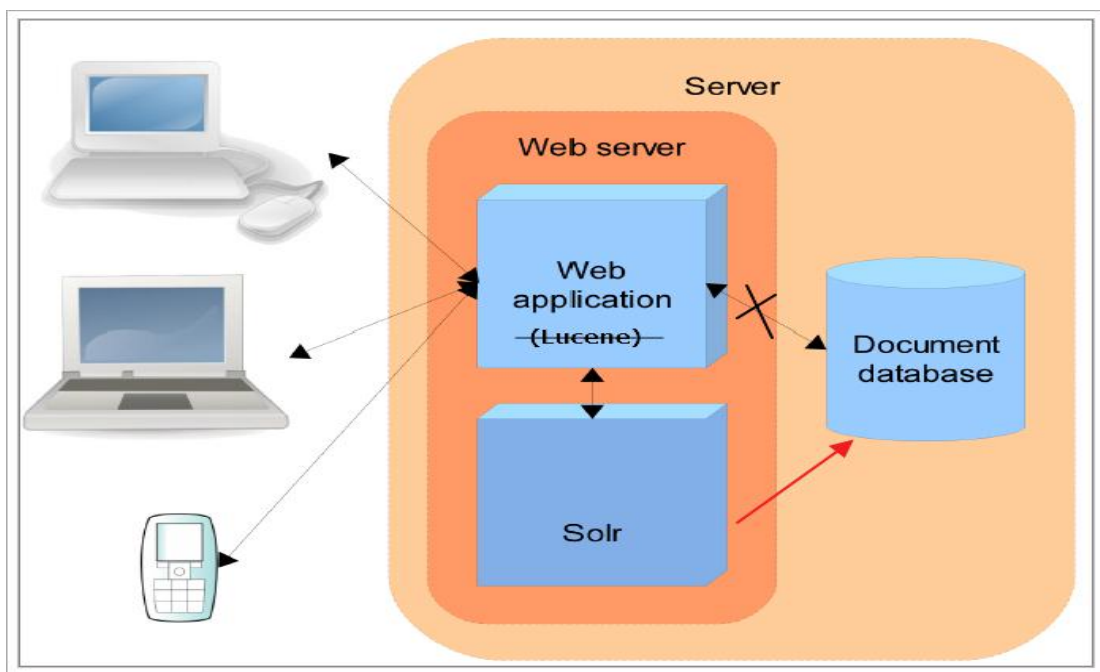 Server
Web server
Web
application
(Lucene)
Document
database
Solr